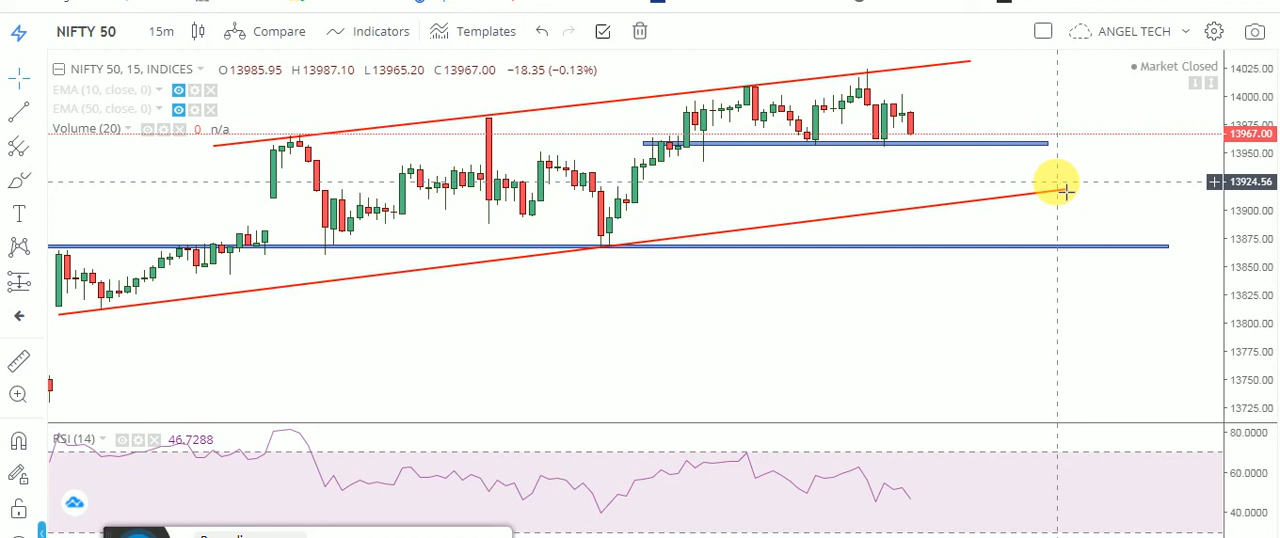 NIFTY 50 15m Compare Indicators Templates ANGEL TECH
NIFTY 50, 15, INDICES O13985.95 H13987.10 L13965.20 C13967.00 −18.35 (−0.13%)
Market Closed
EMA (10, close, 0)
EMA (50, close, 0)
Volume (20) 0 n/a
14025.00
14000.00
13975.00
13967.00
13950.00
13924.56
13900.00
13875.00
13850.00
13825.00
13800.00
13775.00
13750.00
13725.00
RSI (14) 46.7288
80.0000
60.0000
40.0000